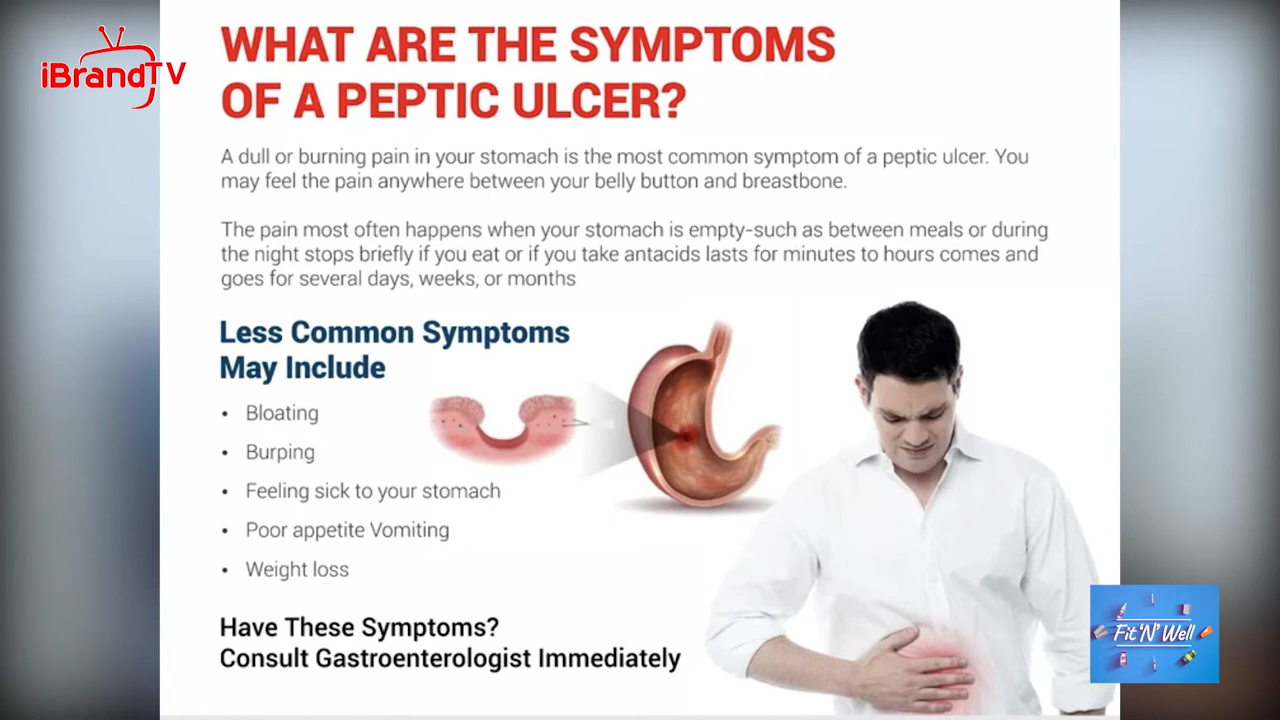 iBrandTV
WHAT ARE THE SYMPTOMS
OF A PEPTIC ULCER?
A dull or burning pain in your stomach is the most common symptom of a peptic ulcer. You
may feel the pain anywhere between your belly button and breastbone.
The pain most often happens when your stomach is empty-such as between meals or during
the night stops briefly if you eat or if you take antacids lasts for minutes to hours comes and
goes for several days, weeks, or months
Less Common Symptoms
May Include
• Bloating
• Burping
• Feeling sick to your stomach
• Poor appetite Vomiting
• Weight loss
Have These Symptoms?
Consult Gastroenterologist Immediately
Fit 'N' Well